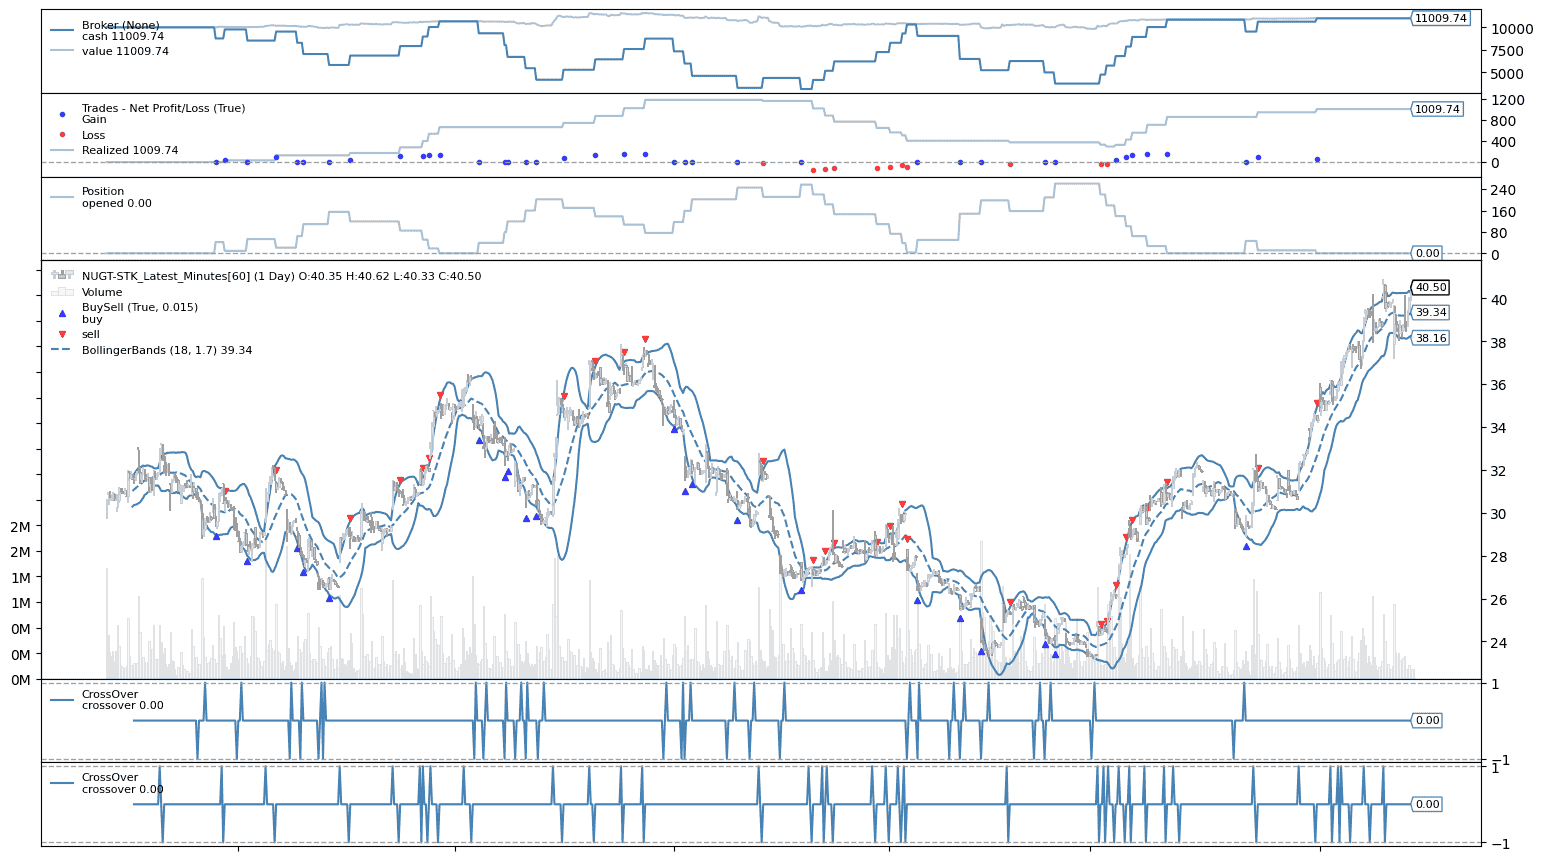 Broker (None)
cash 11009.74
value 11009.74
11009.74
10000
7500
5000
Trades - Net Profit/Loss (True)
Gain
Loss
Realized 1009.74
1200
1009.74
800
400
0
Position
opened 0.00
240
160
80
0
0.00
NUGT-STK_Latest_Minutes[60] (1 Day) O:40.35 H:40.62 L:40.33 C:40.50
Volume
BuySell (True, 0.015)
buy
sell
BollingerBands (18, 1.7) 39.34
40.50
40
39.34
38.16
38
36
34
32
30
28
26
24
2M
2M
1M
1M
0M
0M
0M
CrossOver
crossover 0.00
1
0.00
−1
CrossOver
crossover 0.00
1
0.00
−1